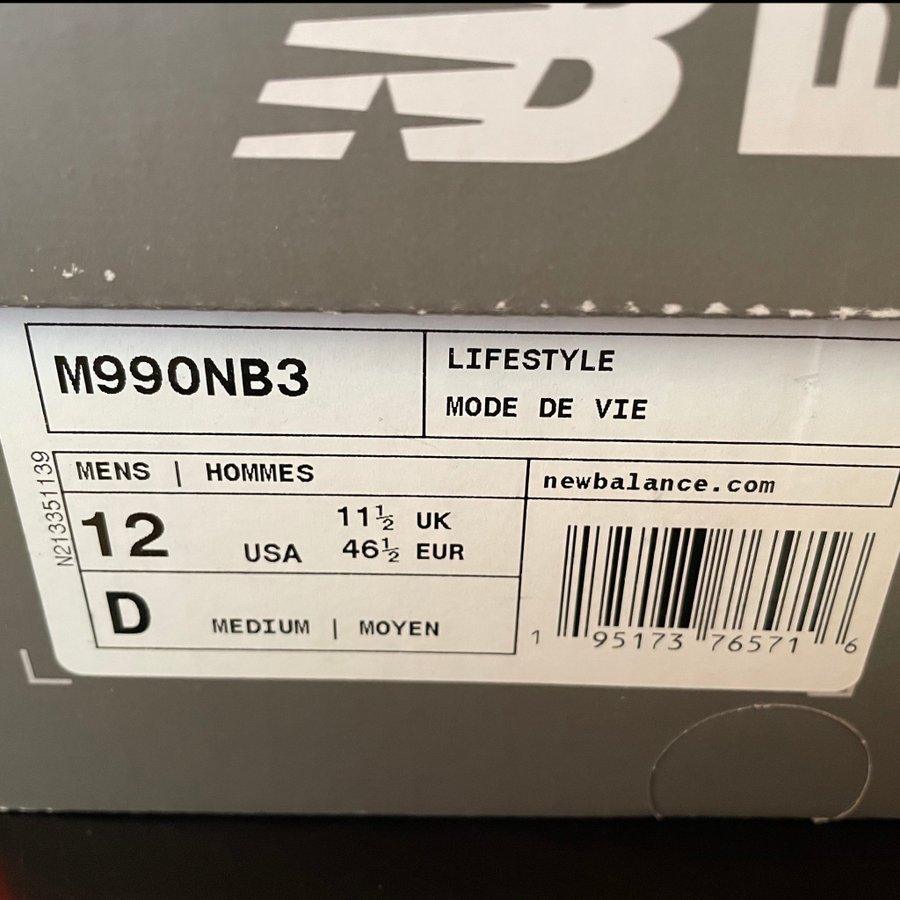 NB
M990NB3
LIFESTYLE
MODE DE VIE
N213351139
MENS | HOMMES
newbalance.com
12 USA 11½ UK
46½ EUR
D MEDIUM | MOYEN
1 95173 76571 6